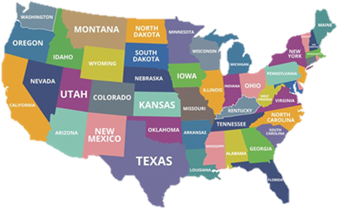 WASHINGTON
MONTANA
NORTH
DAKOTA
MINNESOTA
MAINE
OREGON
IDAHO
WYOMING
SOUTH
DAKOTA
WISCONSIN
MICHIGAN
NEW
YORK
NEVADA
UTAH
COLORADO
NEBRASKA
IOWA
ILLINOIS
INDIANA
OHIO
PENNSYLVANIA
CALIFORNIA
KANSAS
MISSOURI
KENTUCKY
VIRGINIA
ARIZONA
NEW
MEXICO
OKLAHOMA
ARKANSAS
TENNESSEE
NORTH
CAROLINA
SOUTH
CAROLINA
TEXAS
LOUISIANA
MISSISSIPPI
ALABAMA
GEORGIA
FLORIDA